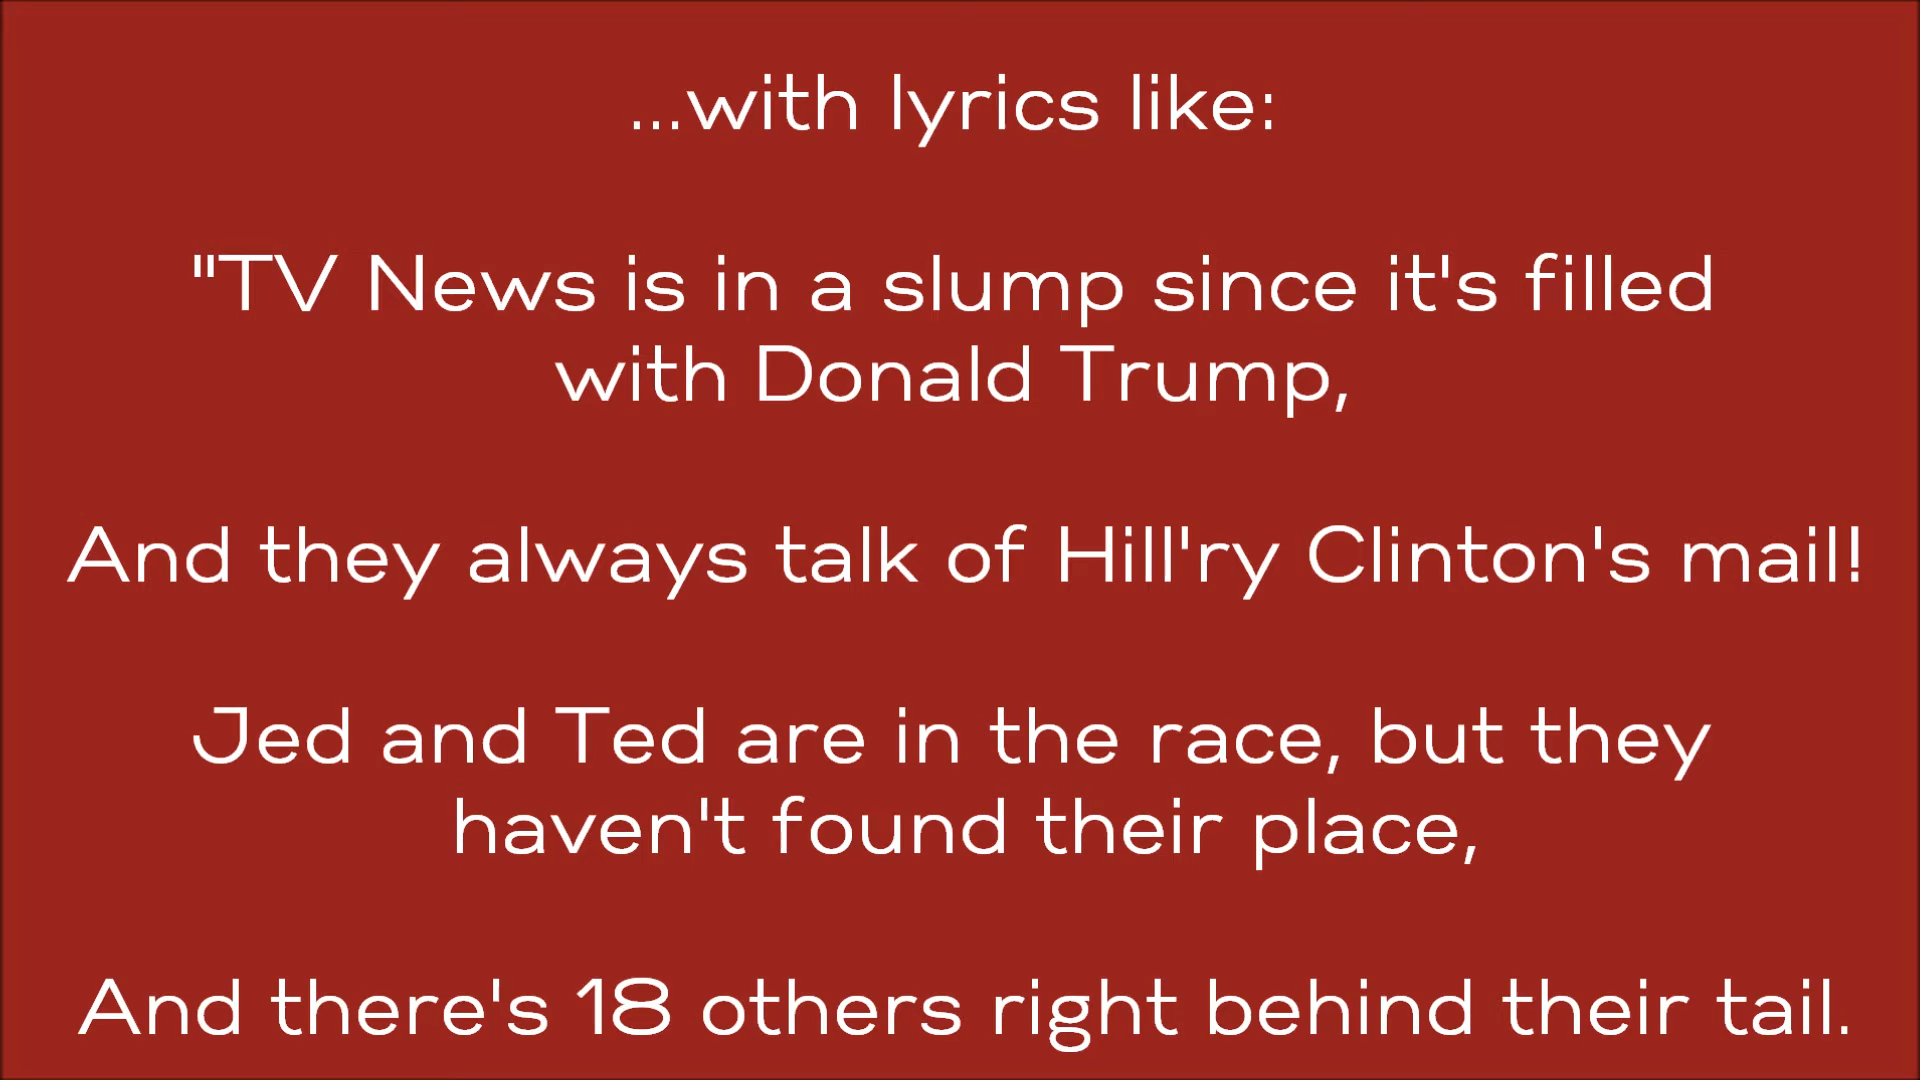 ...with lyrics like:
"TV News is in a slump since it's filled
with Donald Trump,
And they always talk of Hill'ry Clinton's mail!
Jed and Ted are in the race, but they
haven't found their place,
And there's 18 others right behind their tail.